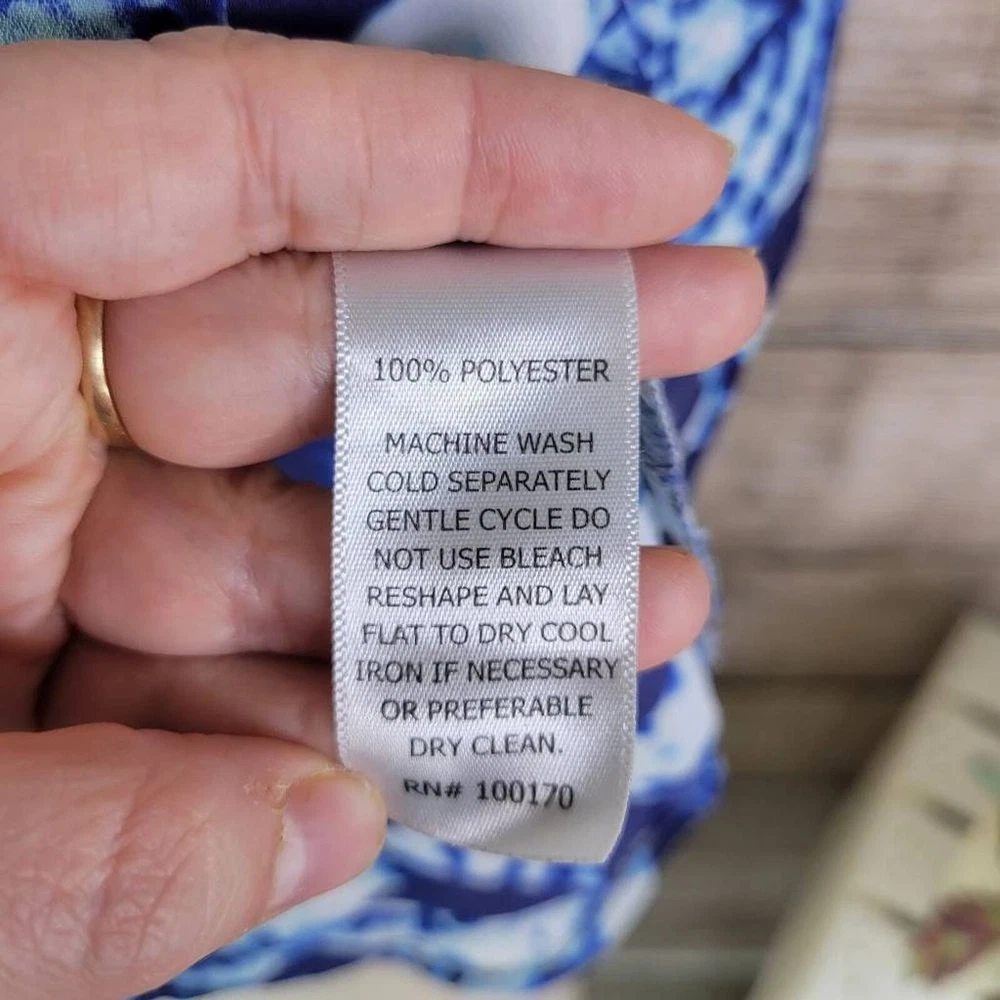 100% POLYESTER
MACHINE WASH
COLD SEPARATELY
GENTLE CYCLE DO
NOT USE BLEACH
RESHAPE AND LAY
FLAT TO DRY COOL
IRON IF NECESSARY
OR PREFERABLE
DRY CLEAN.
RN# 100170